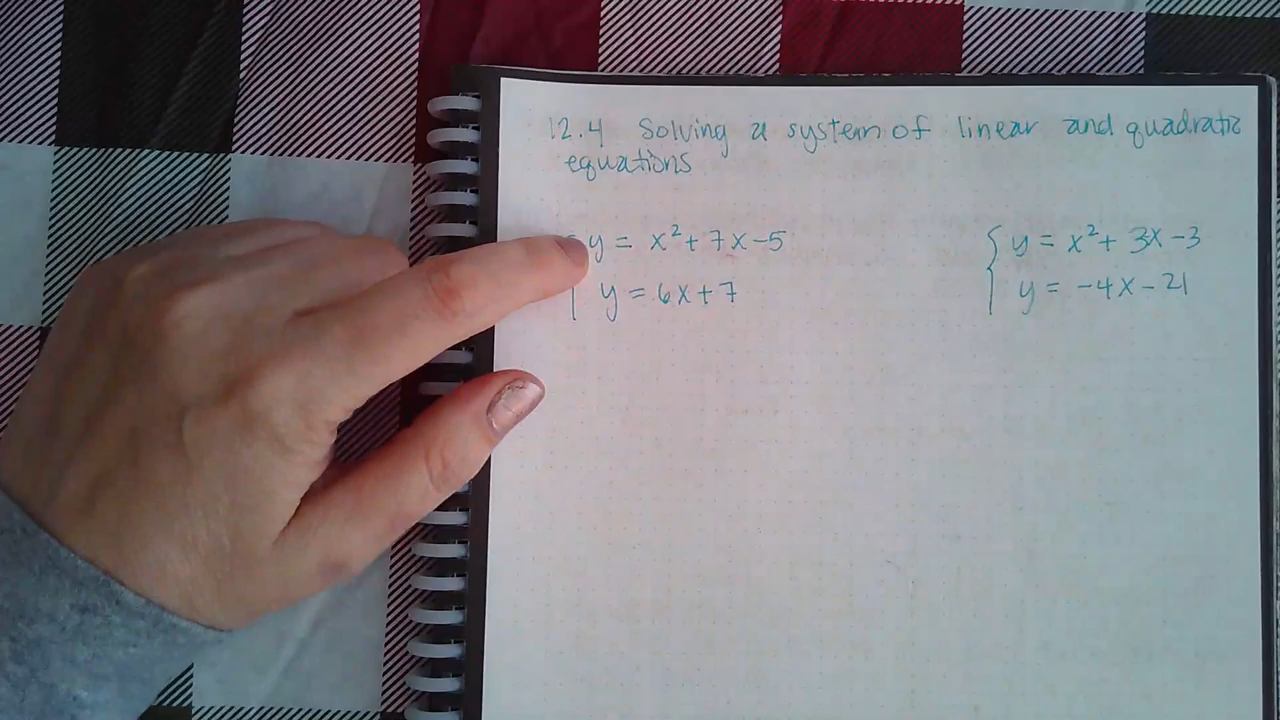 12.4 Solving a system of linear and quadratic
equations
y = x² + 7x - 5
y = 6x + 7
y = x² + 3x - 3
y = -4x - 21